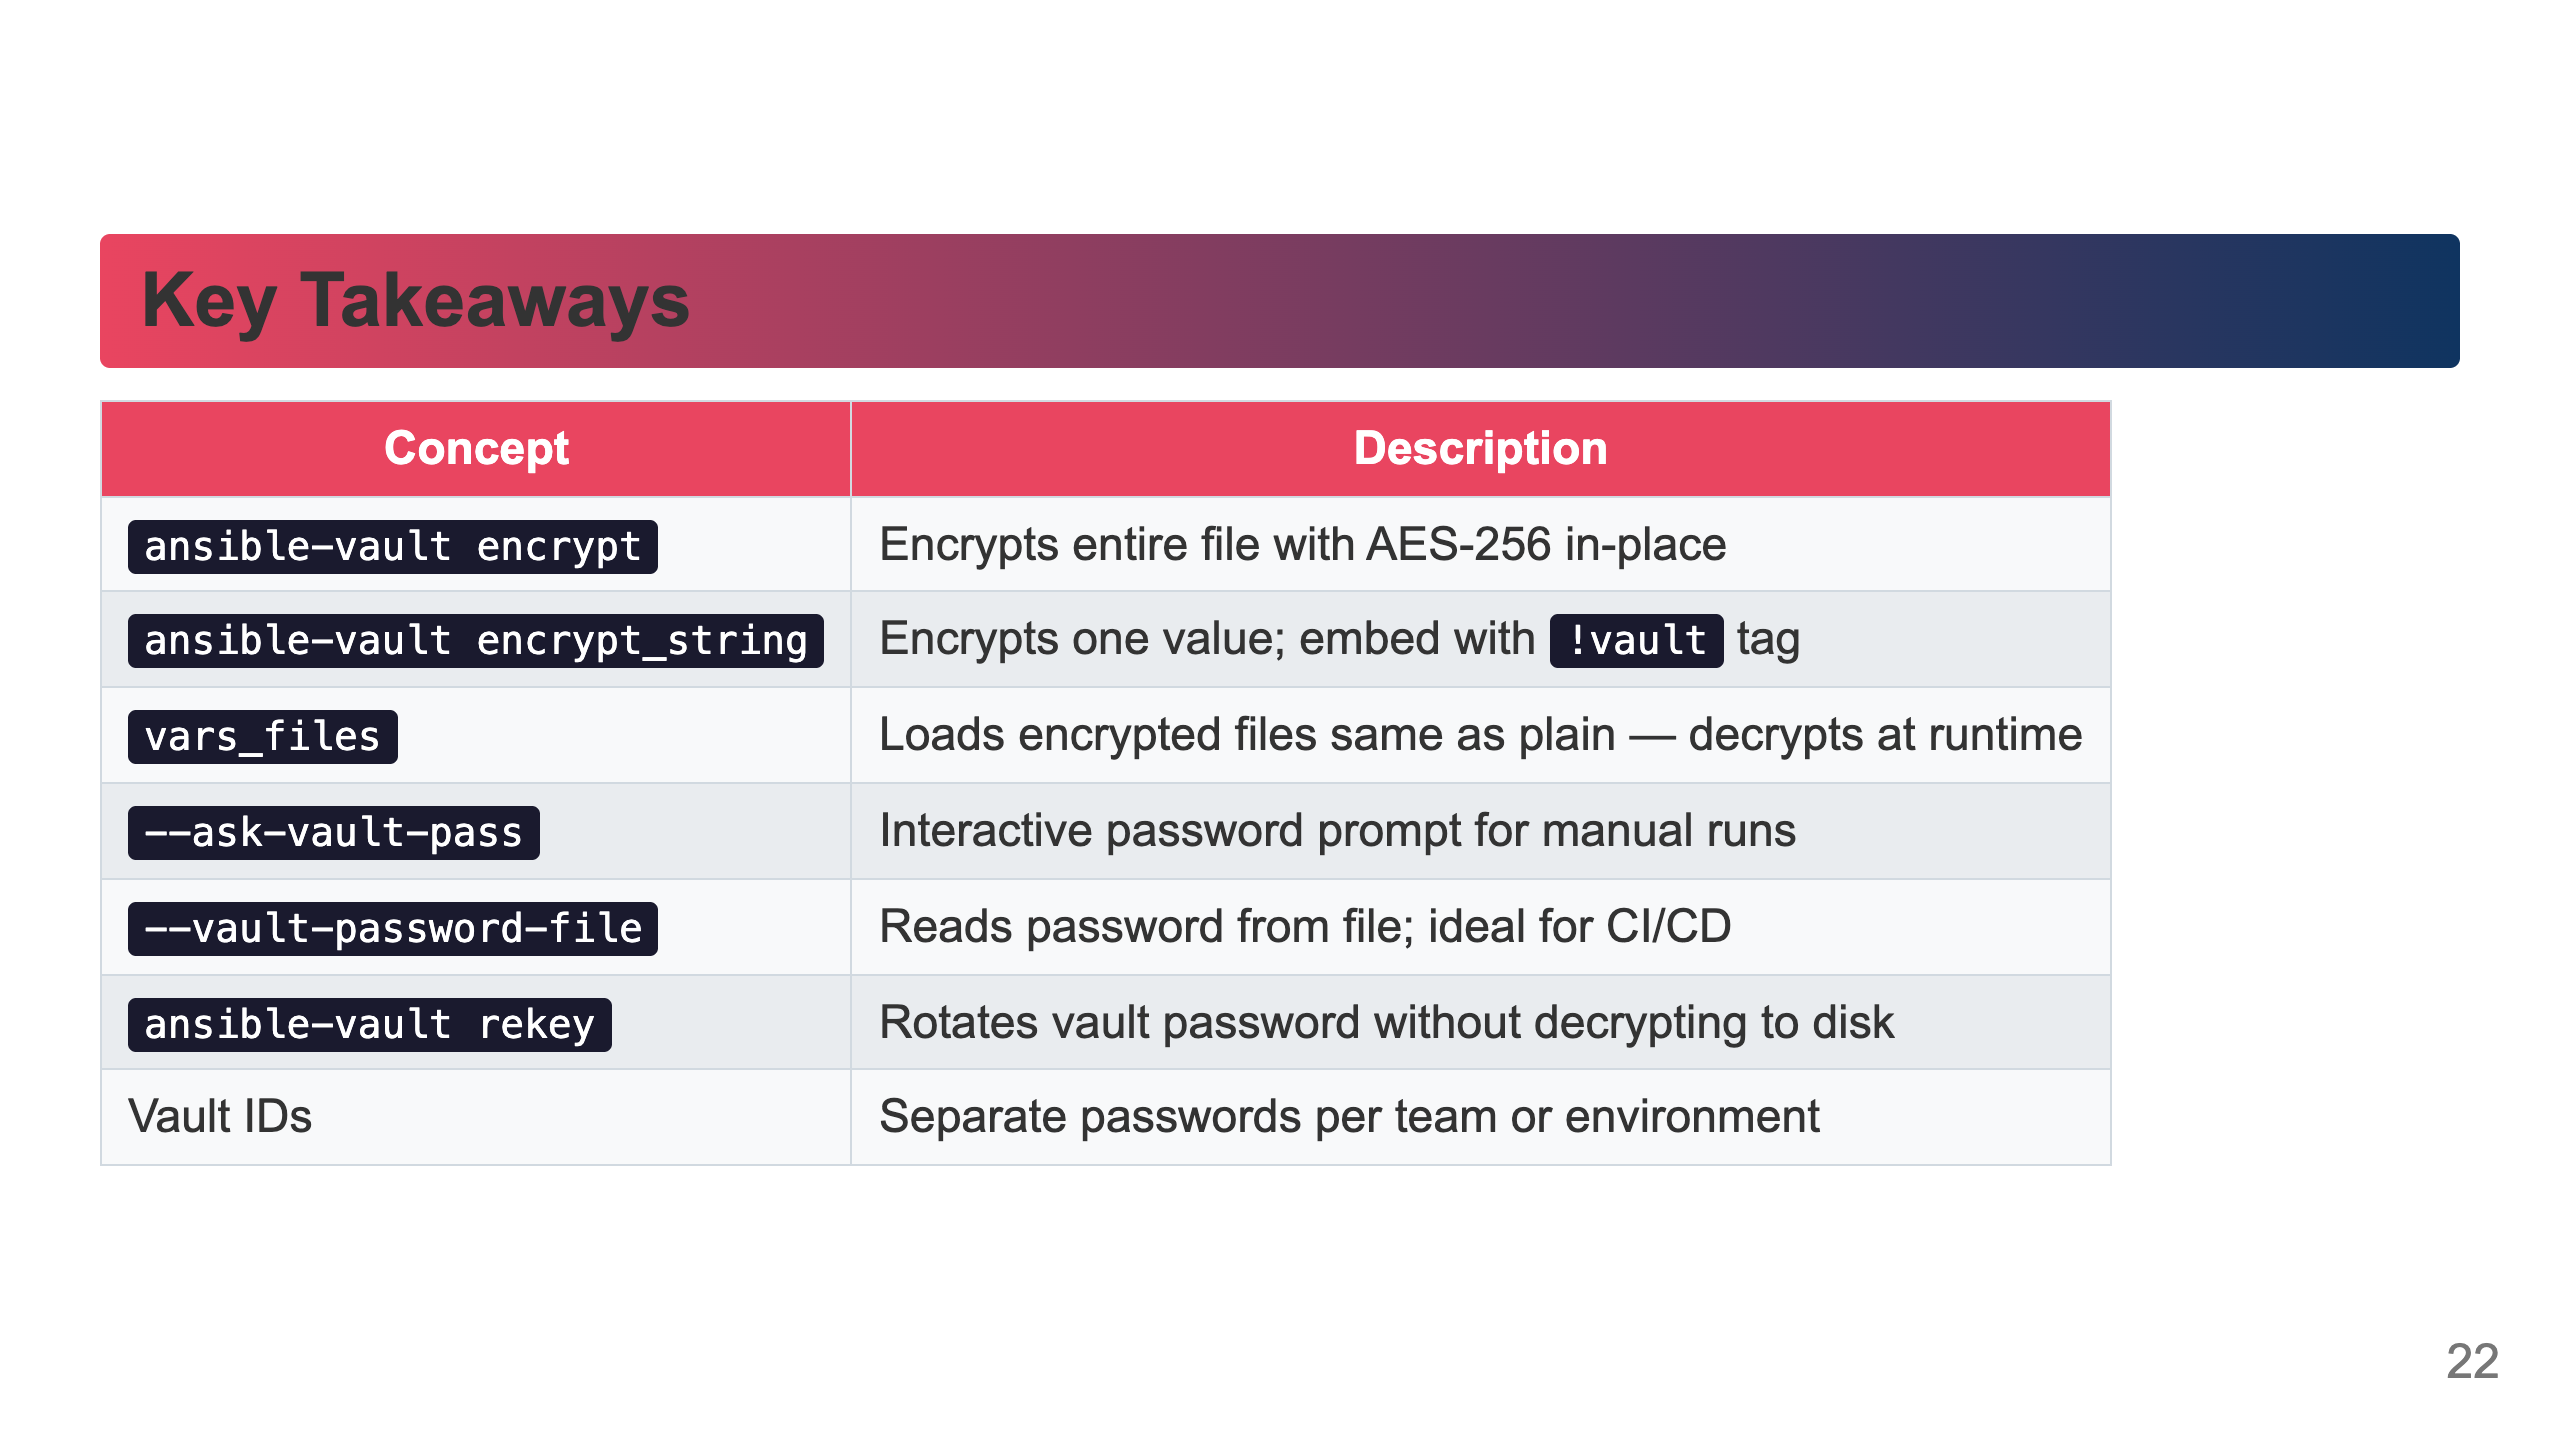 Key Takeaways
Concept Description
ansible-vault encrypt Encrypts entire file with AES-256 in-place
ansible-vault encrypt_string Encrypts one value; embed with !vault tag
vars_files Loads encrypted files same as plain — decrypts at runtime
--ask-vault-pass Interactive password prompt for manual runs
--vault-password-file Reads password from file; ideal for CI/CD
ansible-vault rekey Rotates vault password without decrypting to disk
Vault IDs Separate passwords per team or environment
22